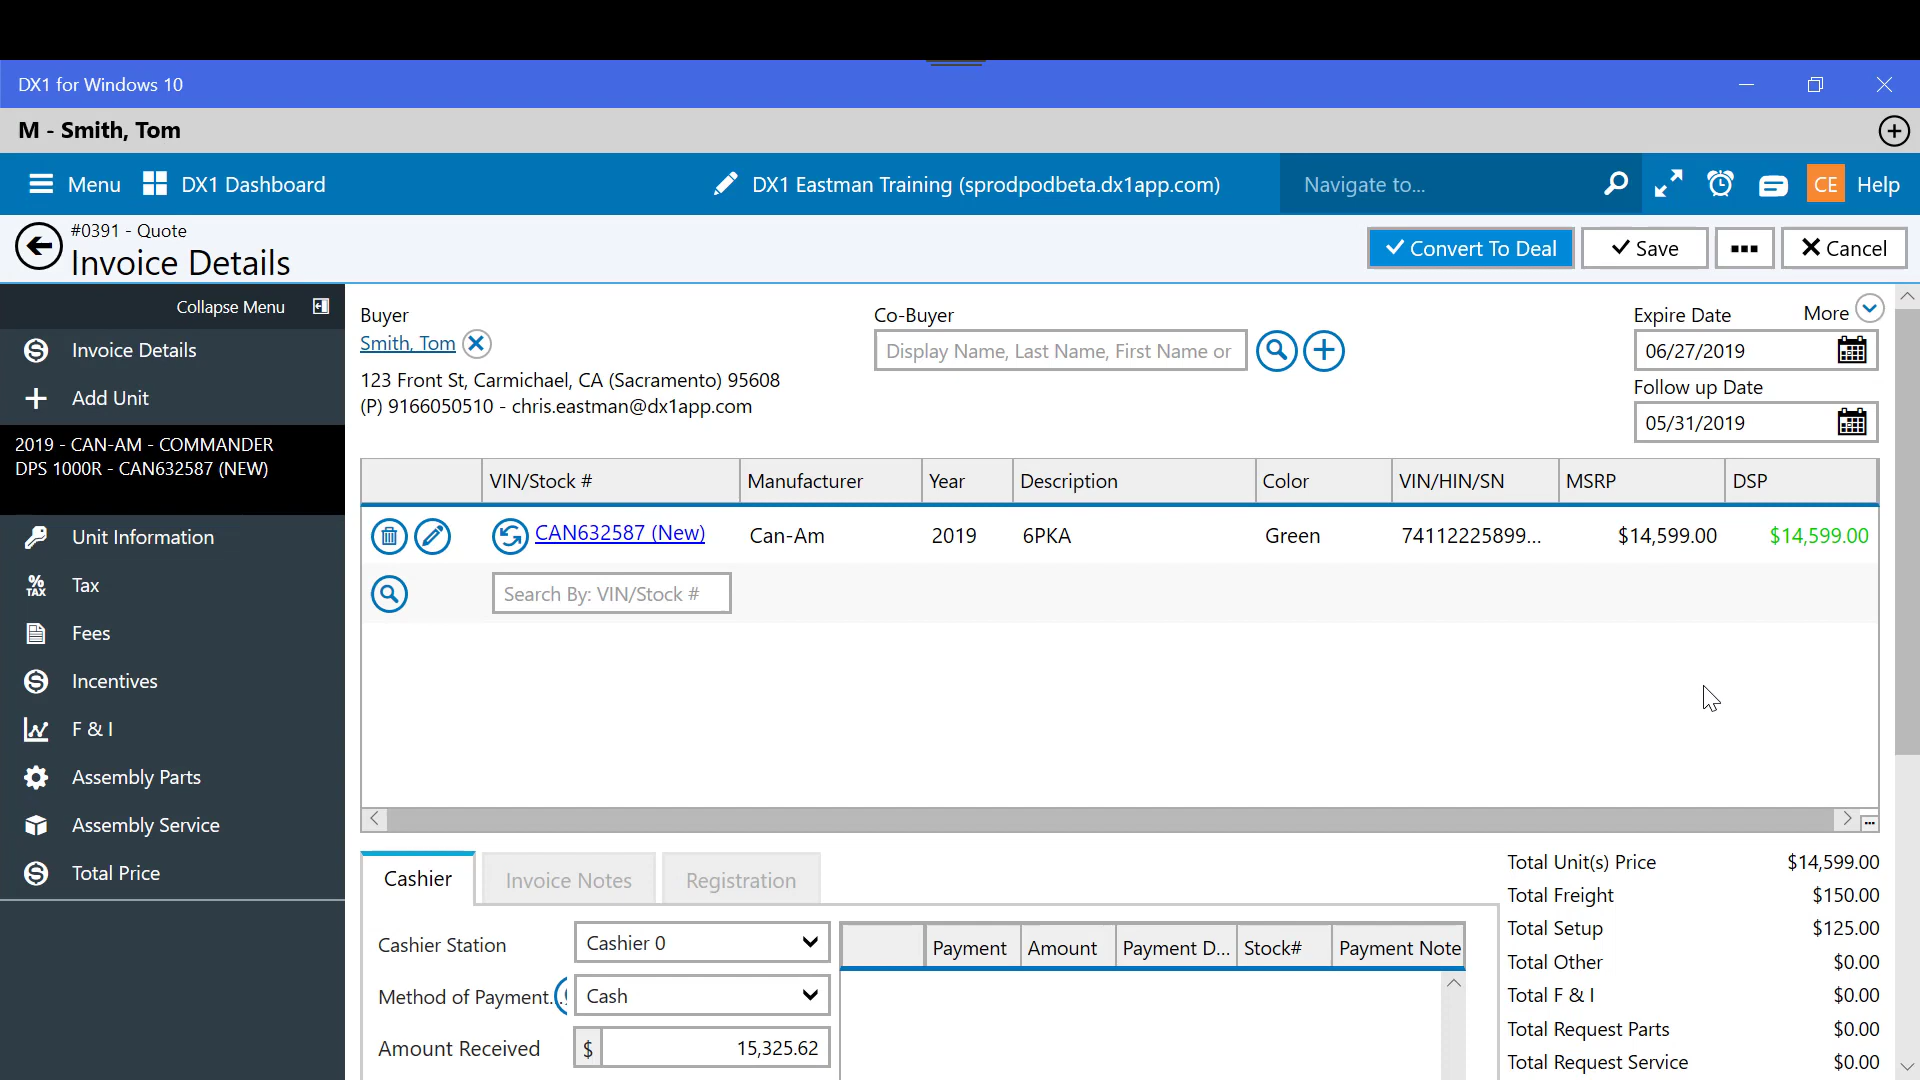 DX1 for Windows 10
M - Smith, Tom
Menu DX1 Dashboard DX1 Eastman Training (sprodpodbeta.dx1app.com) Navigate to... CE Help
#0391 - Quote
Invoice Details
Convert To Deal Save ... Cancel
Collapse Menu
Invoice Details
Add Unit
2019 - CAN-AM - COMMANDER
DPS 1000R - CAN632587 (NEW)
Unit Information
% TAX Tax
Fees
Incentives
F & I
Assembly Parts
Assembly Service
Total Price
Buyer
Smith, Tom
123 Front St, Carmichael, CA (Sacramento) 95608
(P) 9166050510 - chris.eastman@dx1app.com
Co-Buyer
Display Name, Last Name, First Name or
Expire Date More
06/27/2019
Follow up Date
05/31/2019
VIN/Stock # Manufacturer Year Description Color VIN/HIN/SN MSRP DSP
CAN632587 (New) Can-Am 2019 6PKA Green 74112225899... $14,599.00 $14,599.00
Search By: VIN/Stock #
Cashier Invoice Notes Registration
Cashier Station Cashier 0
Method of Payment... Cash
Amount Received $ 15,325.62
Payment Amount Payment D... Stock# Payment Note
Total Unit(s) Price $14,599.00
Total Freight $150.00
Total Setup $125.00
Total Other $0.00
Total F & I $0.00
Total Request Parts $0.00
Total Request Service $0.00